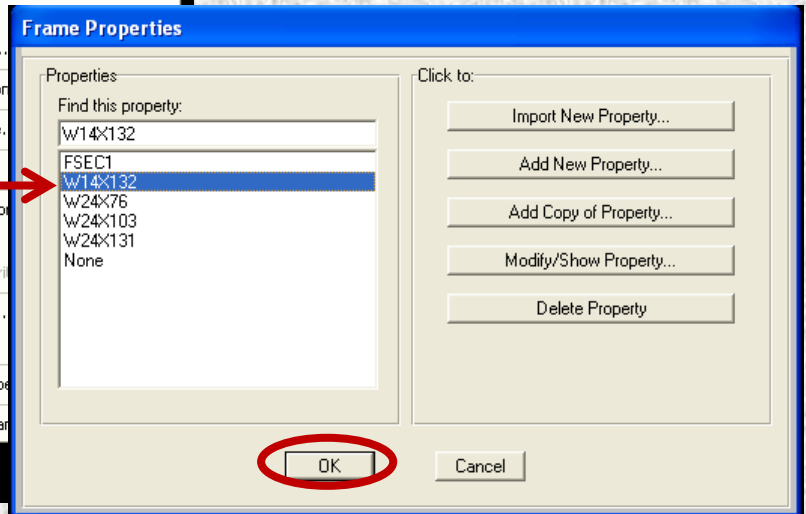 Frame Properties
Properties
Find this property:
W14X132
FSEC1
W14X132
W24X76
W24X103
W24X131
None
Click to:
Import New Property...
Add New Property...
Add Copy of Property...
Modify/Show Property...
Delete Property
OK
Cancel